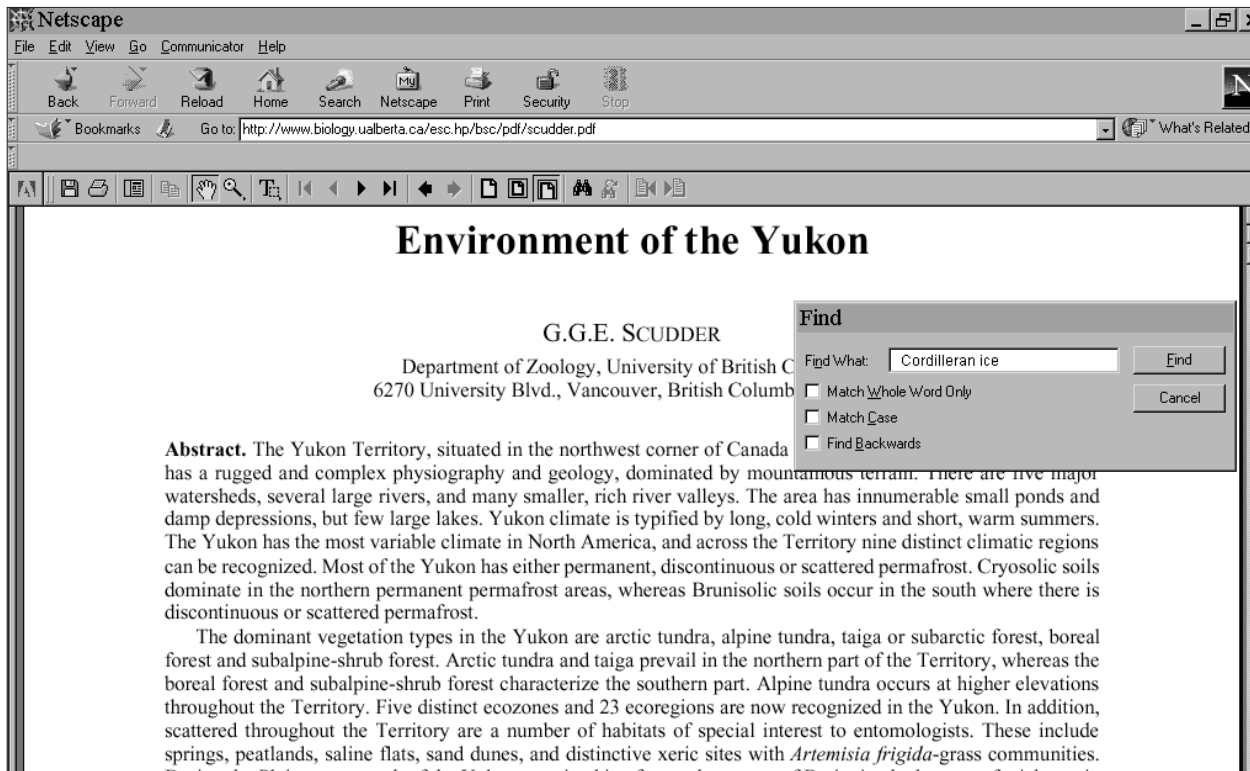 Netscape
File Edit View Go Communicator Help
Back Forward Reload Home Search Netscape Print Security Stop
Bookmarks Go to: http://www.biology.ualberta.ca/esc.hp/bsc/pdf/scudder.pdf What's Related
Environment of the Yukon
G.G.E. SCUDDER
Department of Zoology, University of British C
6270 University Blvd., Vancouver, British Columb
Find
Find What: Cordilleran ice Find
Match Whole Word Only Cancel
Match Case
Find Backwards
Abstract. The Yukon Territory, situated in the northwest corner of Canada
has a rugged and complex physiography and geology, dominated by mountainous terrain. There are five major
watersheds, several large rivers, and many smaller, rich river valleys. The area has innumerable small ponds and
damp depressions, but few large lakes. Yukon climate is typified by long, cold winters and short, warm summers.
The Yukon has the most variable climate in North America, and across the Territory nine distinct climatic regions
can be recognized. Most of the Yukon has either permanent, discontinuous or scattered permafrost. Cryosolic soils
dominate in the northern permanent permafrost areas, whereas Brunisolic soils occur in the south where there is
discontinuous or scattered permafrost.
The dominant vegetation types in the Yukon are arctic tundra, alpine tundra, taiga or subarctic forest, boreal
forest and subalpine-shrub forest. Arctic tundra and taiga prevail in the northern part of the Territory, whereas the
boreal forest and subalpine-shrub forest characterize the southern part. Alpine tundra occurs at higher elevations
throughout the Territory. Five distinct ecozones and 23 ecoregions are now recognized in the Yukon. In addition,
scattered throughout the Territory are a number of habitats of special interest to entomologists. These include
springs, peatlands, saline flats, sand dunes, and distinctive xeric sites with Artemisia frigida-grass communities.